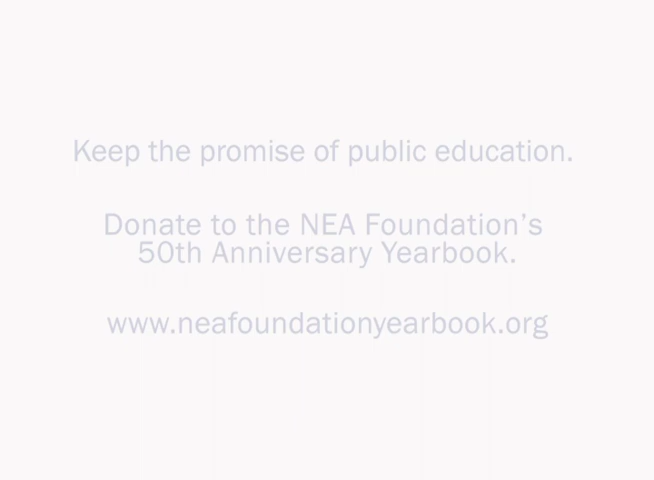 Keep the promise of public education.
Donate to the NEA Foundation’s
50th Anniversary Yearbook.
www.neafoundationyearbook.org